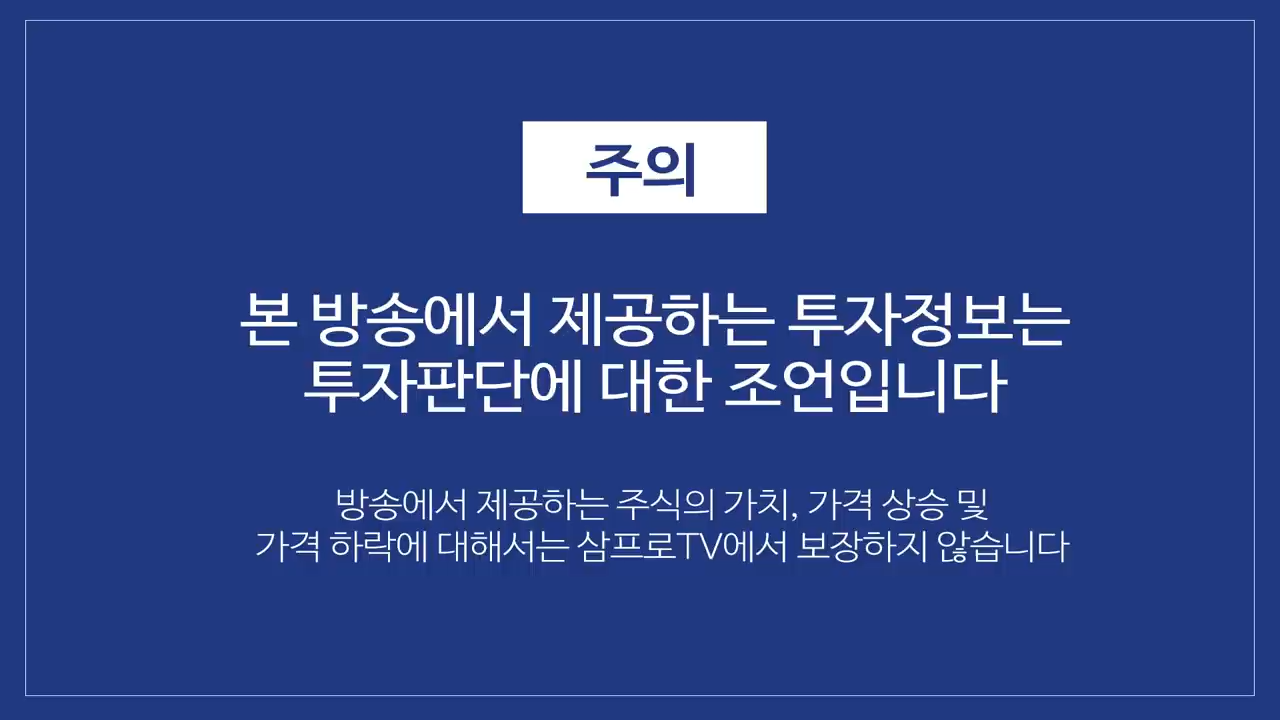 주의
본 방송에서 제공하는 투자정보는
투자판단에 대한 조언입니다
방송에서 제공하는 주식의 가치, 가격 상승 및
가격 하락에 대해서는 삼프로TV에서 보장하지 않습니다